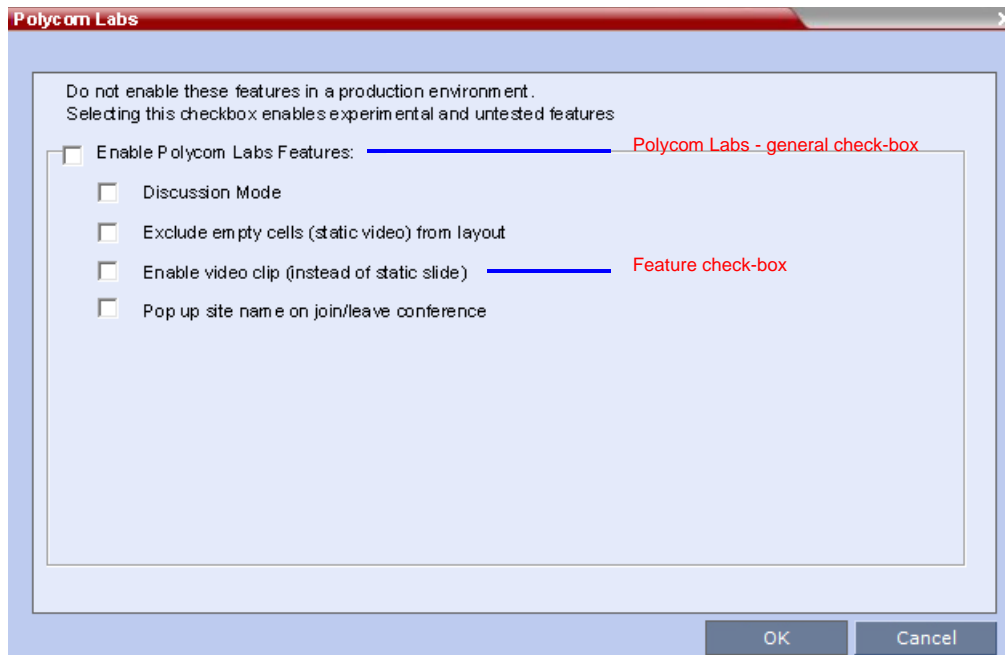 Polycom Labs
Do not enable these features in a production environment.
Selecting this checkbox enables experimental and untested features
Enable Polycom Labs Features:
Polycom Labs - general check-box
Discussion Mode
Exclude empty cells (static video) from layout
Enable video clip (instead of static slide)
Feature check-box
Pop up site name on join/leave conference
OK
Cancel